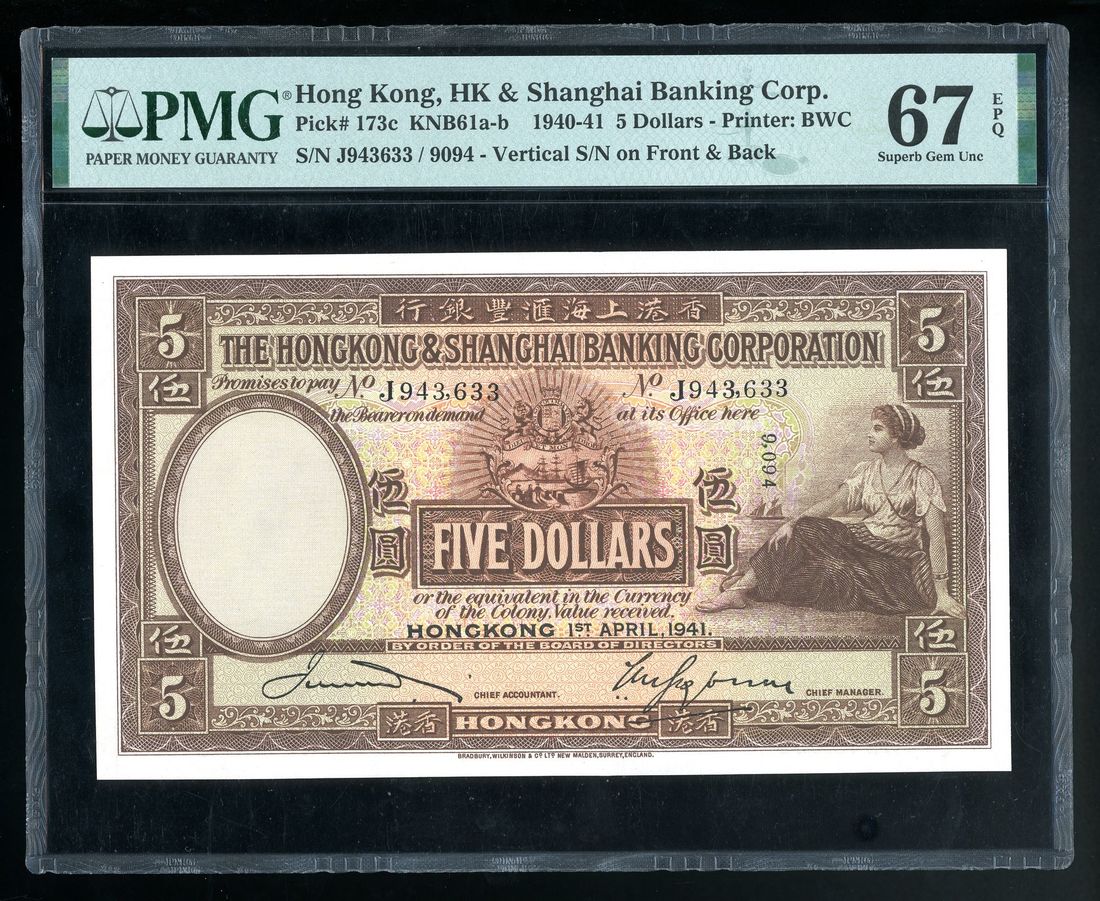 PMG®
PAPER MONEY GUARANTY
Hong Kong, HK & Shanghai Banking Corp.
Pick# 173c KNB61a-b 1940-41 5 Dollars - Printer: BWC
S/N J943633 / 9094 - Vertical S/N on Front & Back
67
EPQ
Superb Gem Unc
行銀豐滙海上港香
5
5
THE HONGKONG & SHANGHAI BANKING CORPORATION
伍
伍
Promises to pay
No J943,633
No J943,633
the Bearer on demand
at its Office here
9,094
伍圓
伍圓
FIVE DOLLARS
or the equivalent in the Currency
of the Colony, Value received.
HONGKONG 1ST APRIL, 1941.
BY ORDER OF THE BOARD OF DIRECTORS
伍
伍
5
5
CHIEF ACCOUNTANT.
CHIEF MANAGER.
港香
HONGKONG
港香
BRADBURY, WILKINSON & Co LTD NEW MALDEN, SURREY, ENGLAND.